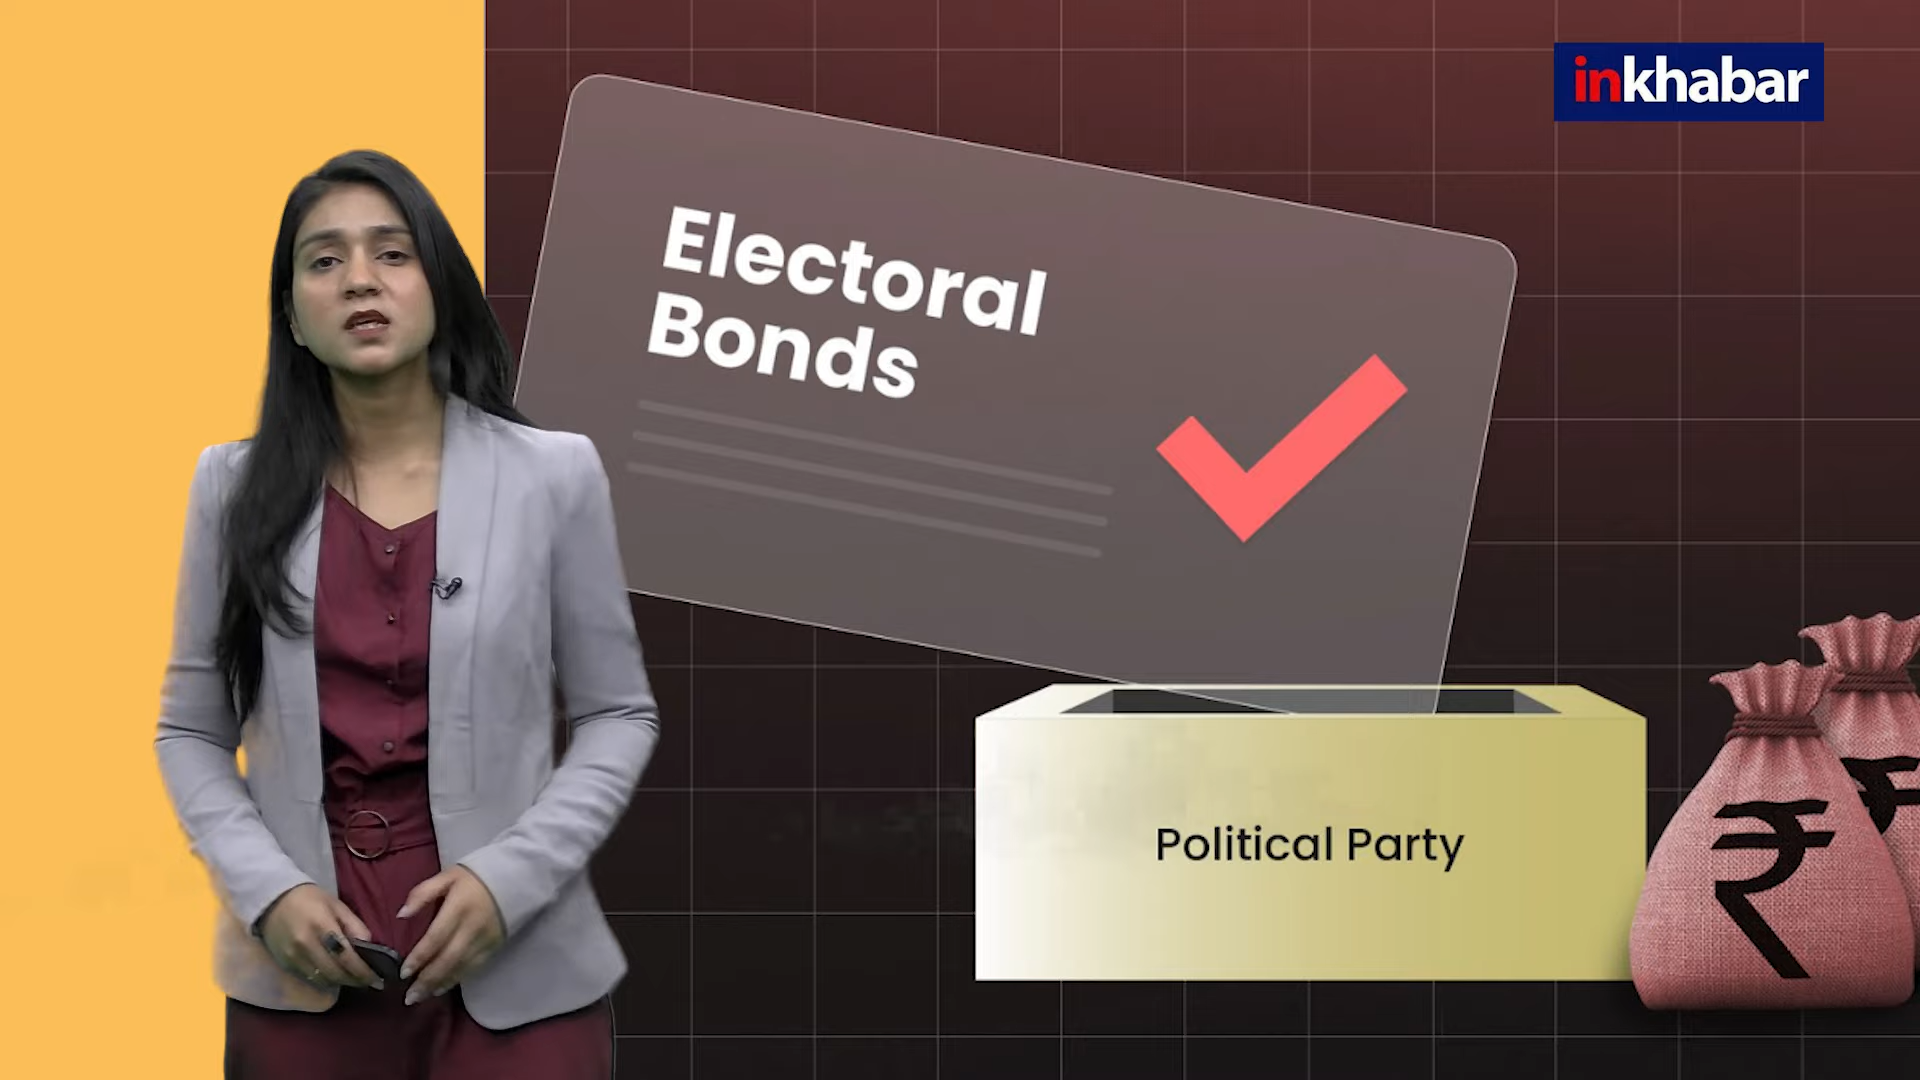 inkhabar
Electoral
Bonds
Political Party
₹
₹